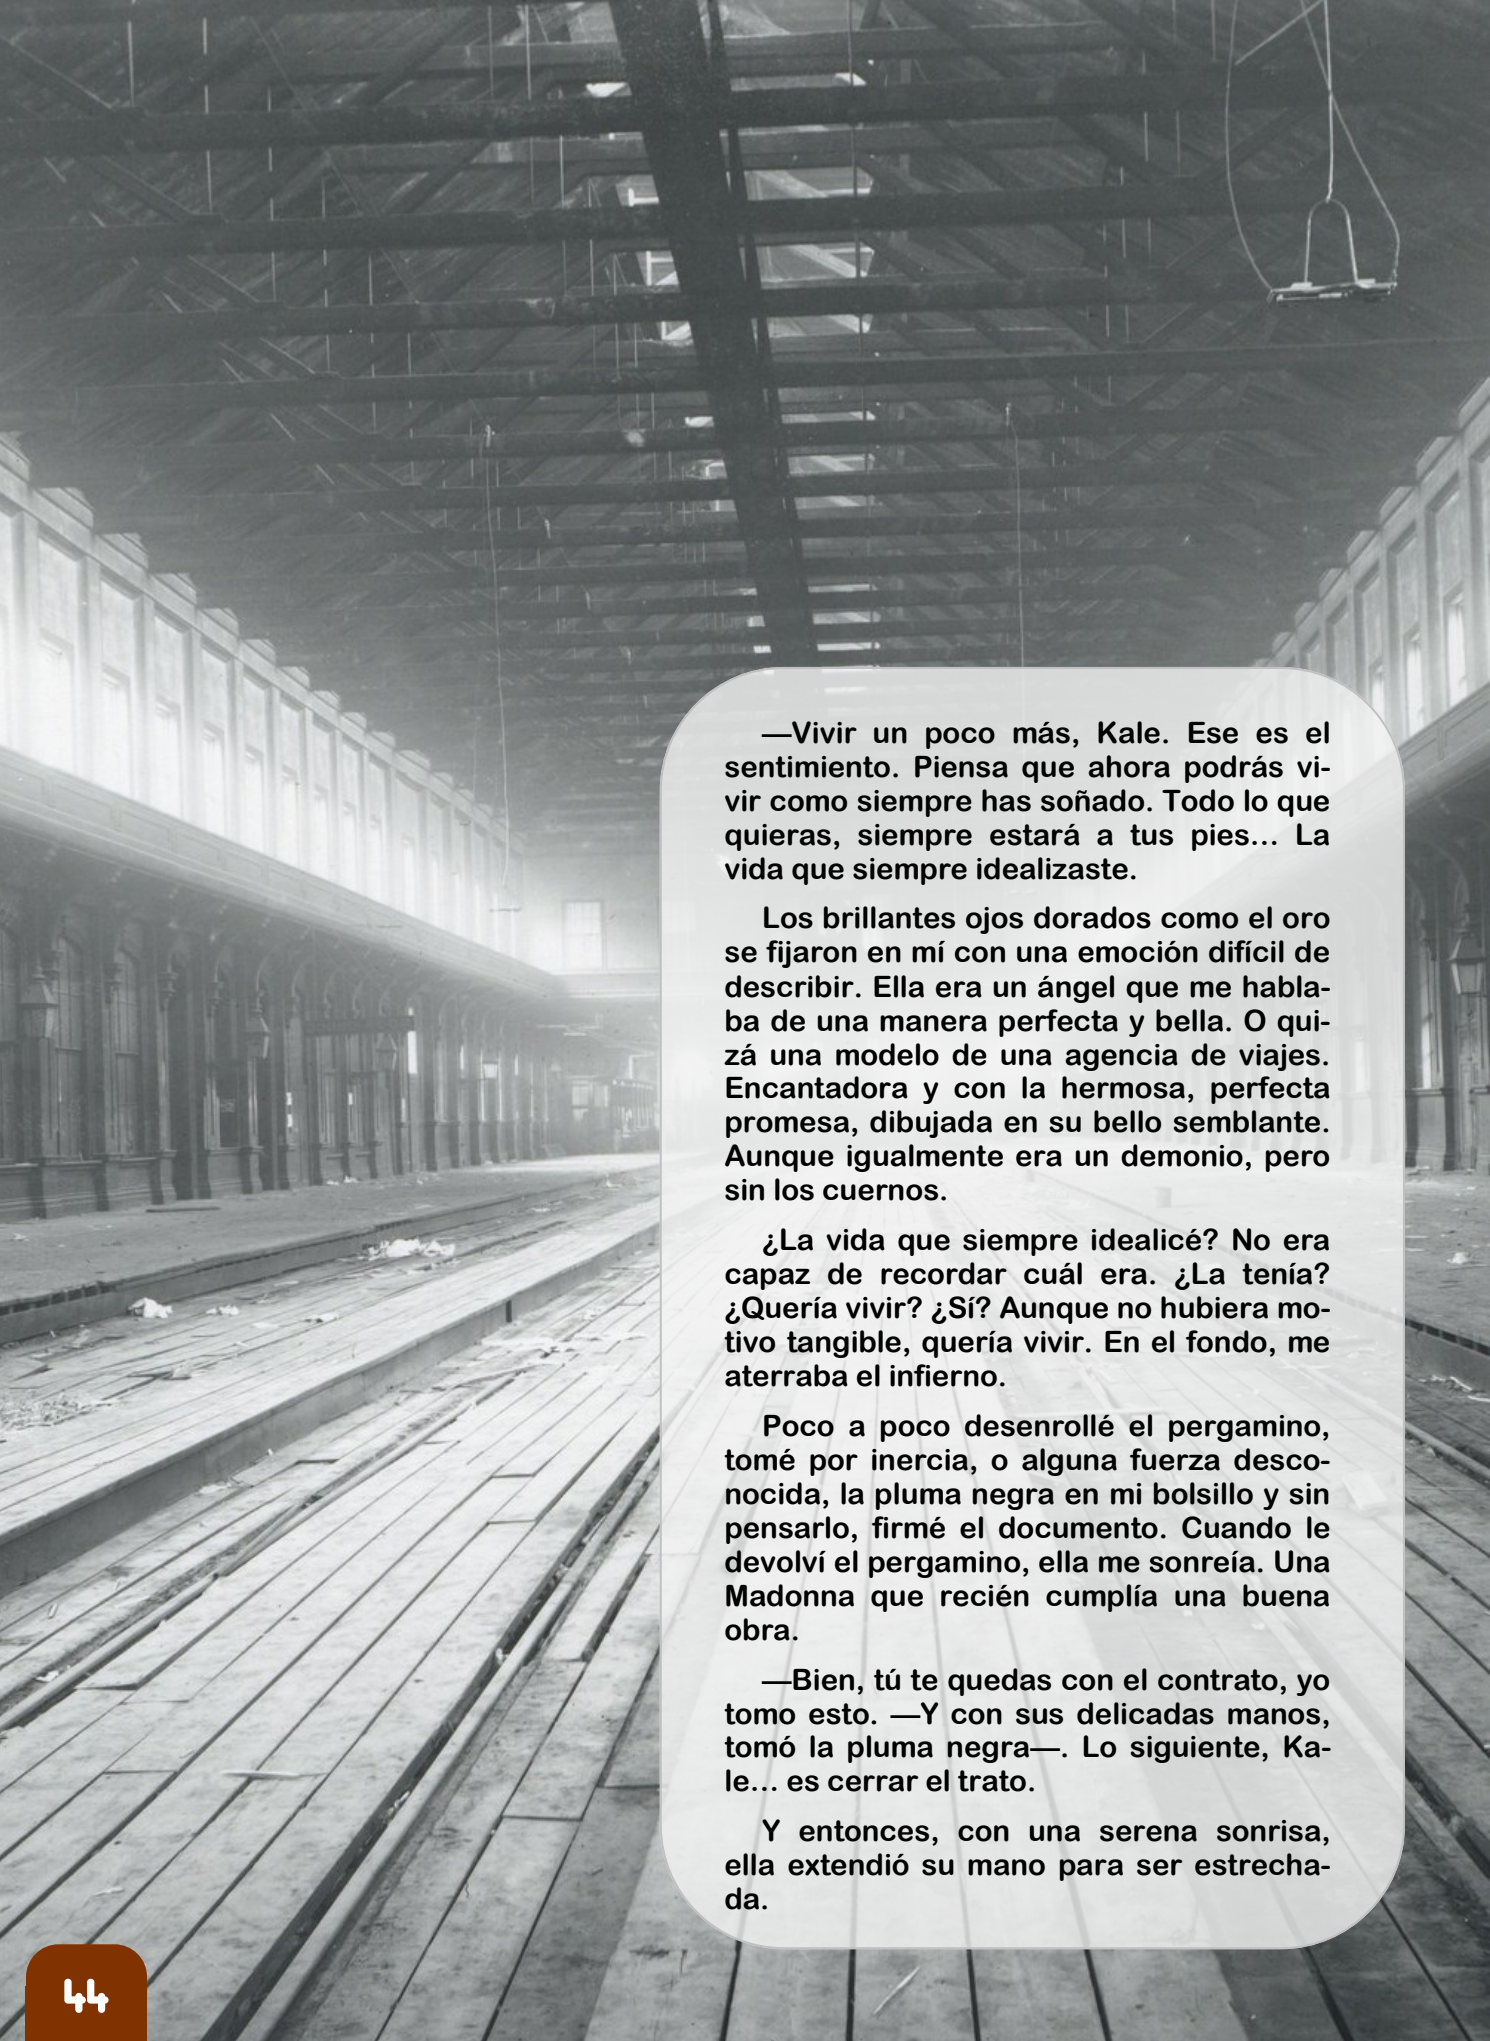 —Vivir un poco más, Kale. Ese es el
sentimiento. Piensa que ahora podrás vi-
vir como siempre has soñado. Todo lo que
quieras, siempre estará a tus pies... La
vida que siempre idealizaste.
Los brillantes ojos dorados como el oro
se fijaron en mí con una emoción difícil de
describir. Ella era un ángel que me habla-
ba de una manera perfecta y bella. O qui-
zá una modelo de una agencia de viajes.
Encantadora y con la hermosa, perfecta
promesa, dibujada en su bello semblante.
Aunque igualmente era un demonio, pero
sin los cuernos.
¿La vida que siempre idealicé? No era
capaz de recordar cuál era. ¿La tenía?
¿Quería vivir? ¿Sí? Aunque no hubiera mo-
tivo tangible, quería vivir. En el fondo, me
aterraba el infierno.
Poco a poco desenrollé el pergamino,
tomé por inercia, o alguna fuerza desco-
nocida, la pluma negra en mi bolsillo y sin
pensarlo, firmé el documento. Cuando le
devolví el pergamino, ella me sonreía. Una
Madonna que recién cumplía una buena
obra.
—Bien, tú te quedas con el contrato, yo
tomo esto. —Y con sus delicadas manos,
tomó la pluma negra—. Lo siguiente, Ka-
le... es cerrar el trato.
Y entonces, con una serena sonrisa,
ella extendió su mano para ser estrecha-
da.
44